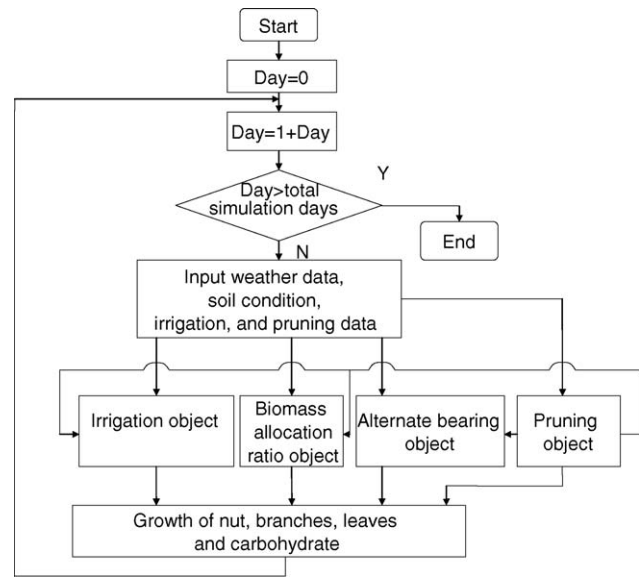 Start
Day=0
Day=1+Day
Day>total
simulation days
Y
End
N
Input weather data,
soil condition,
irrigation, and pruning data
Irrigation object
Biomass
allocation
ratio object
Alternate bearing
object
Pruning
object
Growth of nut, branches, leaves
and carbohydrate